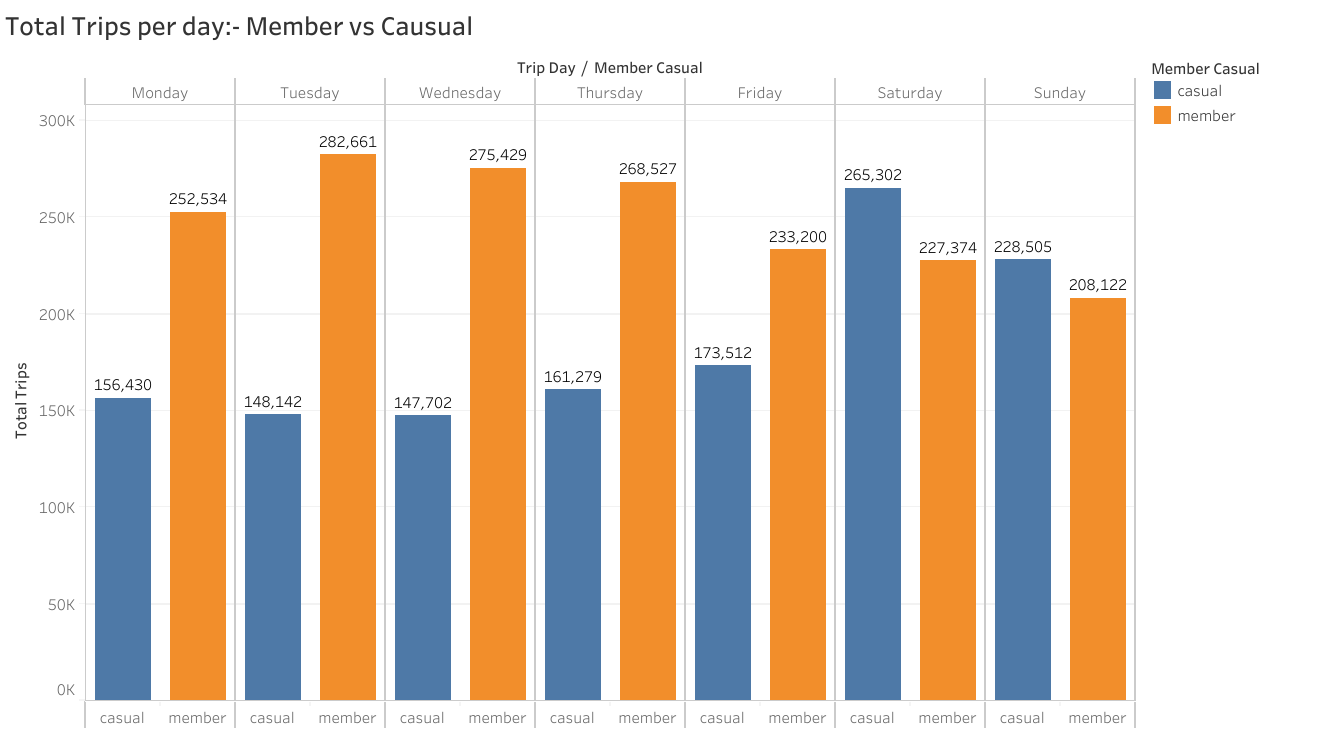 Total Trips per day:- Member vs Causual
Trip Day / Member Casual
Member Casual
casual
member
Monday Tuesday Wednesday Thursday Friday Saturday Sunday
300K
250K
200K
150K
100K
50K
0K
Total Trips
156,430 252,534 148,142 282,661 147,702 275,429 161,279 268,527 173,512 233,200 265,302 227,374 228,505 208,122
casual member casual member casual member casual member casual member casual member casual member